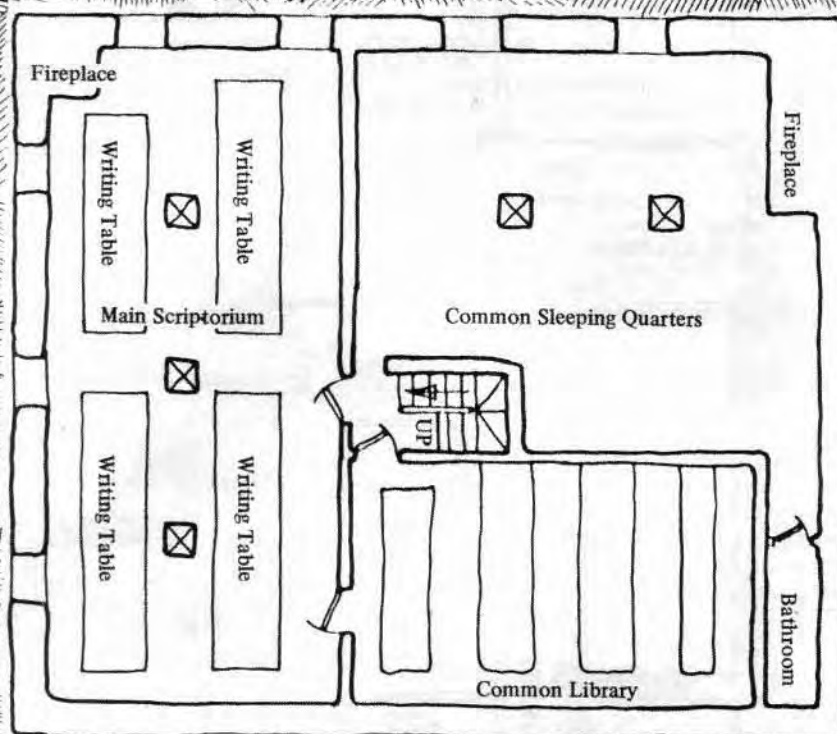 Fireplace
Writing Table
Writing Table
Fireplace
Main Scriptorium
Common Sleeping Quarters
UP
Writing Table
Writing Table
Common Library
Bathroom